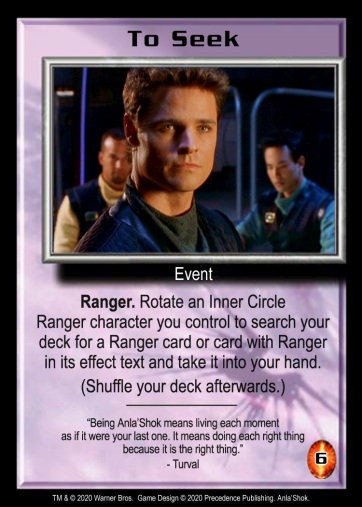 To Seek
Event
Ranger. Rotate an Inner Circle
Ranger character you control to search your
deck for a Ranger card or card with Ranger
in its effect text and take it into your hand.
(Shuffle your deck afterwards.)
“Being Anla’Shok means living each moment
as if it were your last one. It means doing each right thing
because it is the right thing.”
- Turval
6
TM & © 2020 Warner Bros. Game Design © 2020 Precedence Publishing. Anla’Shok.